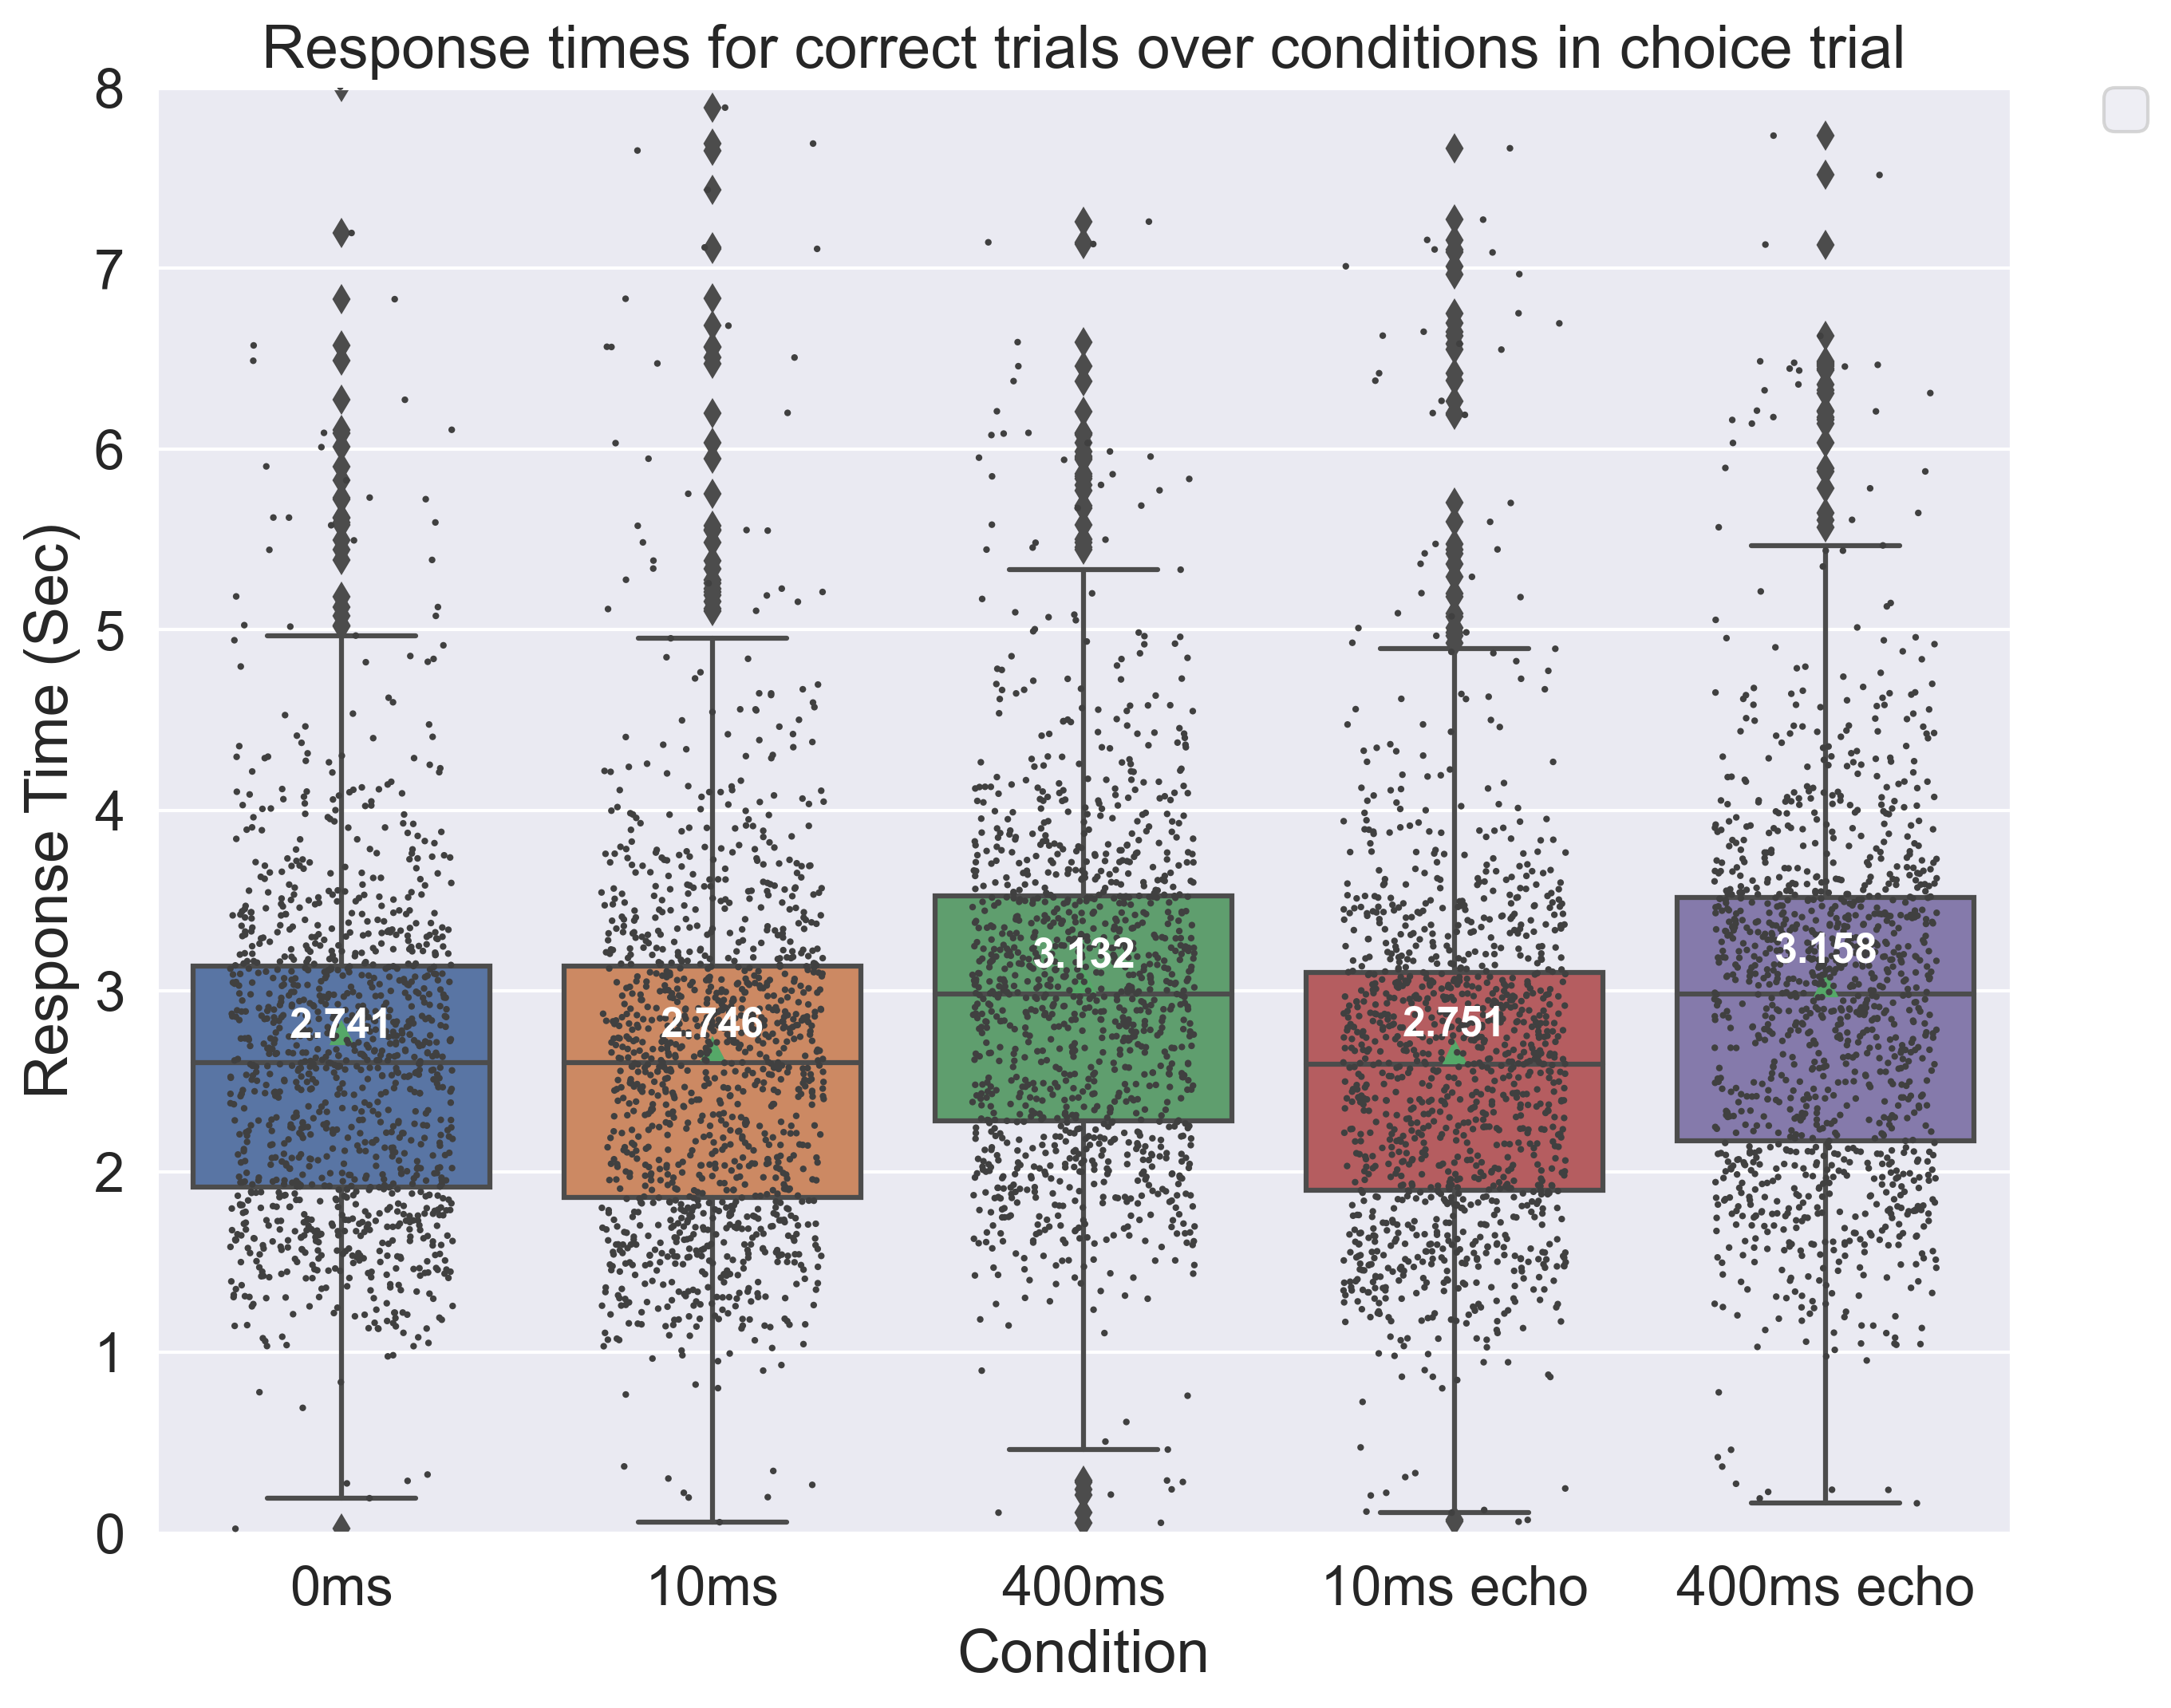 Response times for correct trials over conditions in choice trial
8
7
6
5
4
3
2
1
0
Response Time (Sec)
2.741
2.746
3.132
2.751
3.158
0ms
10ms
400ms
10ms echo
400ms echo
Condition